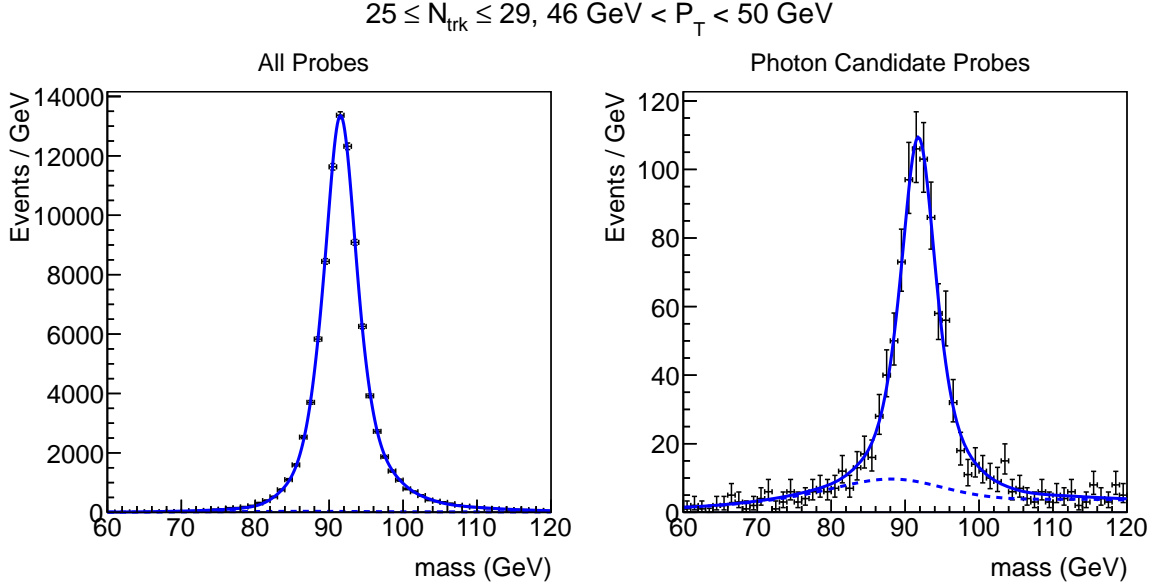 25 ≤ N_trk ≤ 29, 46 GeV < P_T < 50 GeV
All Probes
Events / GeV
14000
12000
10000
8000
6000
4000
2000
0
60 70 80 90 100 110 120
mass (GeV)
Photon Candidate Probes
Events / GeV
120
100
80
60
40
20
0
60 70 80 90 100 110 120
mass (GeV)